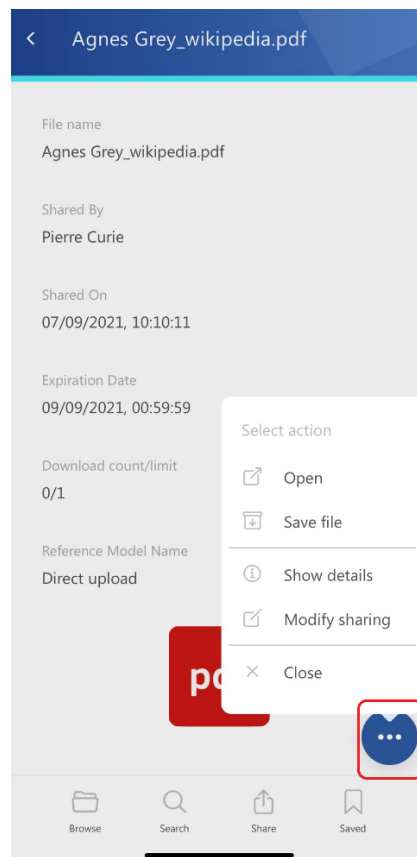 Agnes Grey_wikipedia.pdf
File name
Agnes Grey_wikipedia.pdf
Shared By
Pierre Curie
Shared On
07/09/2021, 10:10:11
Expiration Date
09/09/2021, 00:59:59
Download count/limit
0/1
Reference Model Name
Direct upload
Select action
Open
Save file
Show details
Modify sharing
Close
Browse
Search
Share
Saved